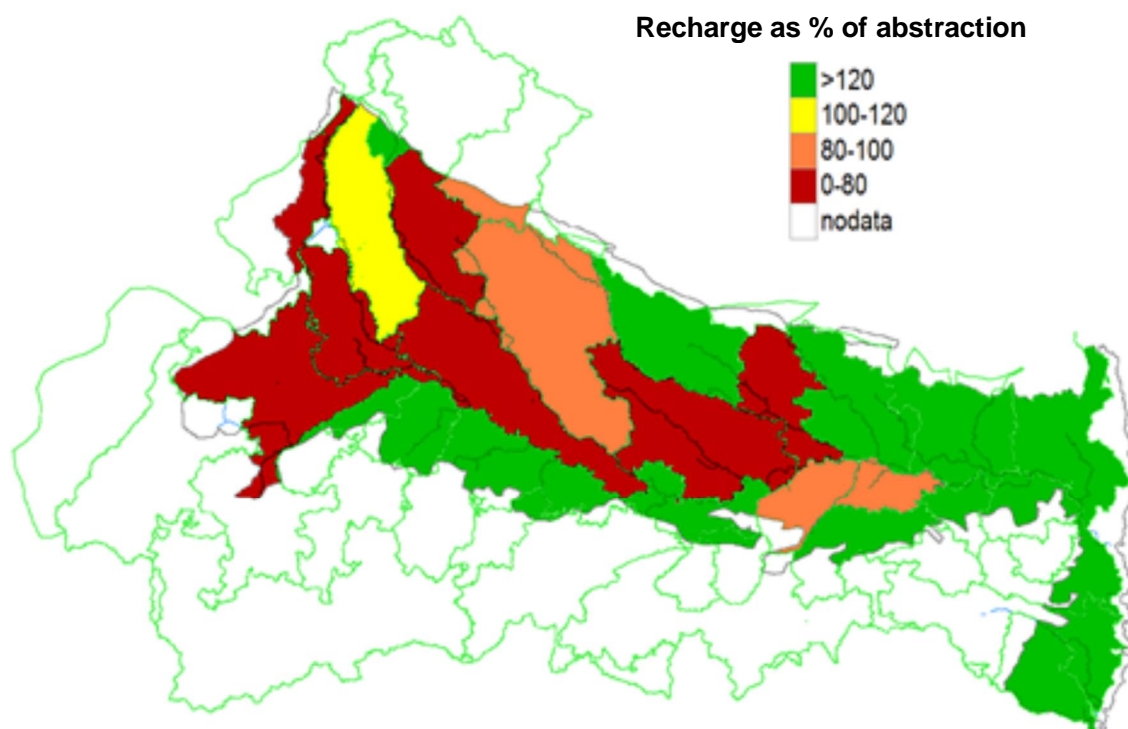 Recharge as % of abstraction
>120
100-120
80-100
0-80
nodata